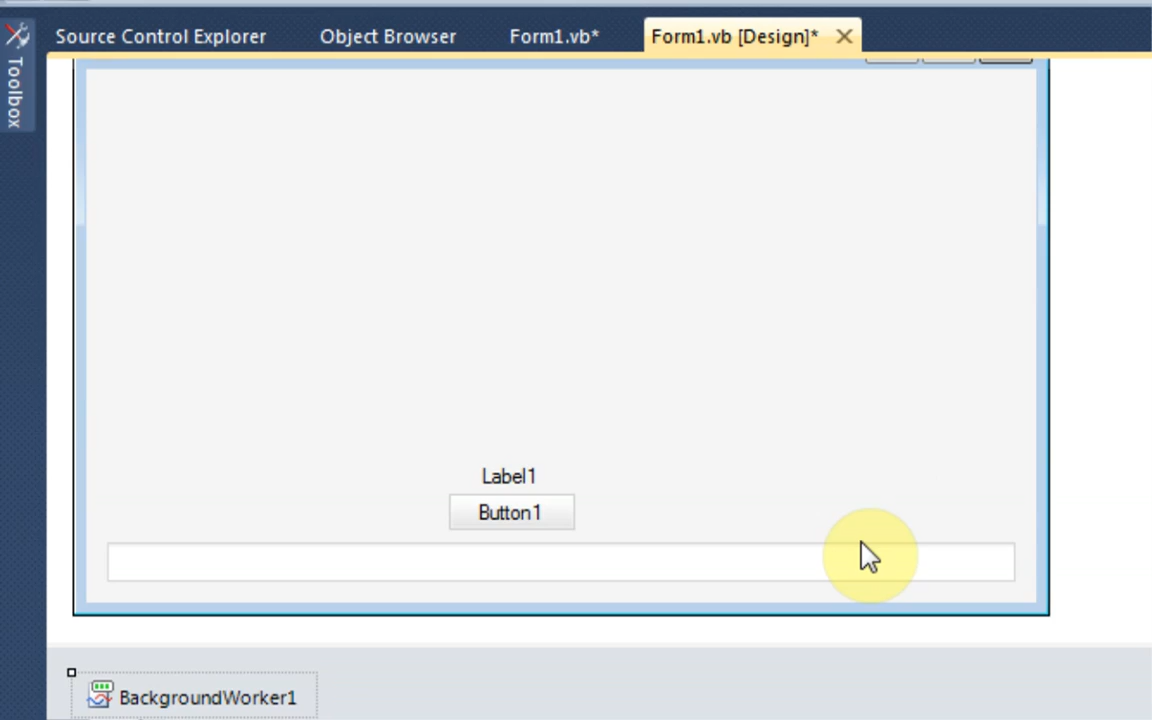 Source Control Explorer Object Browser Form1.vb* Form1.vb [Design]*
Toolbox
Label1
Button1
BackgroundWorker1